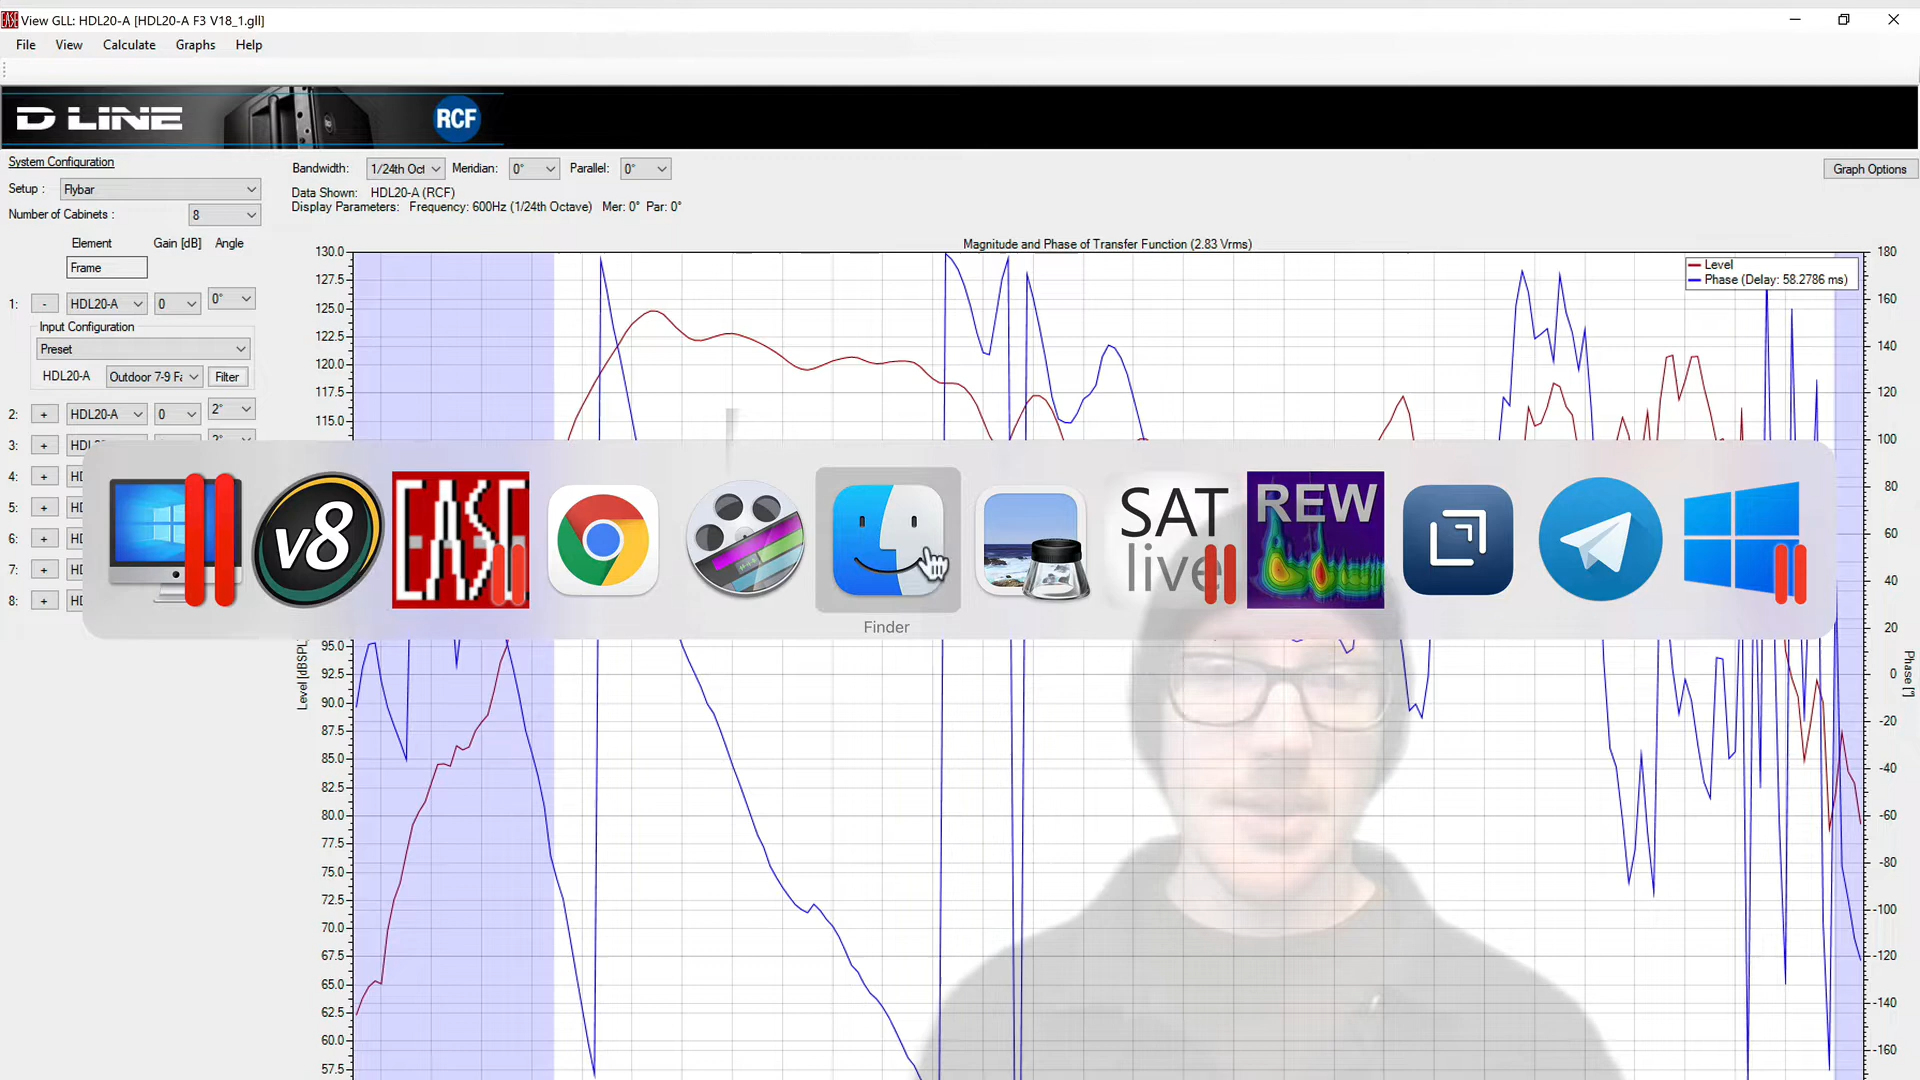 View GLL: HDL20-A [HDL20-A F3 V18_1.gll]
File View Calculate Graphs Help
D LINE RCF
System Configuration
Setup : Flybar
Number of Cabinets : 8
Element Gain [dB] Angle
Frame
1: - HDL20-A 0 0°
Input Configuration
Preset
HDL20-A Outdoor 7-9 Fa Filter
2: + HDL20-A 0 2°
3: +
4: +
5: +
6: +
7: +
8: +
Bandwidth: 1/24th Oct Meridian: 0° Parallel: 0°
Graph Options
Data Shown: HDL20-A (RCF)
Display Parameters: Frequency: 600Hz (1/24th Octave) Mer: 0° Par: 0°
Magnitude and Phase of Transfer Function (2.83 Vrms)
Level
Phase (Delay: 58.2786 ms)
130.0
127.5
125.0
122.5
120.0
117.5
115.0
95.0
92.5
90.0
87.5
85.0
82.5
80.0
77.5
75.0
72.5
70.0
67.5
65.0
62.5
60.0
57.5
Level [dBSPL
180
160
140
120
100
80
60
40
20
0
-20
-40
-60
-80
-100
-120
-140
-160
Phase [°]
v8
EASE
SAT
live
REW
Finder